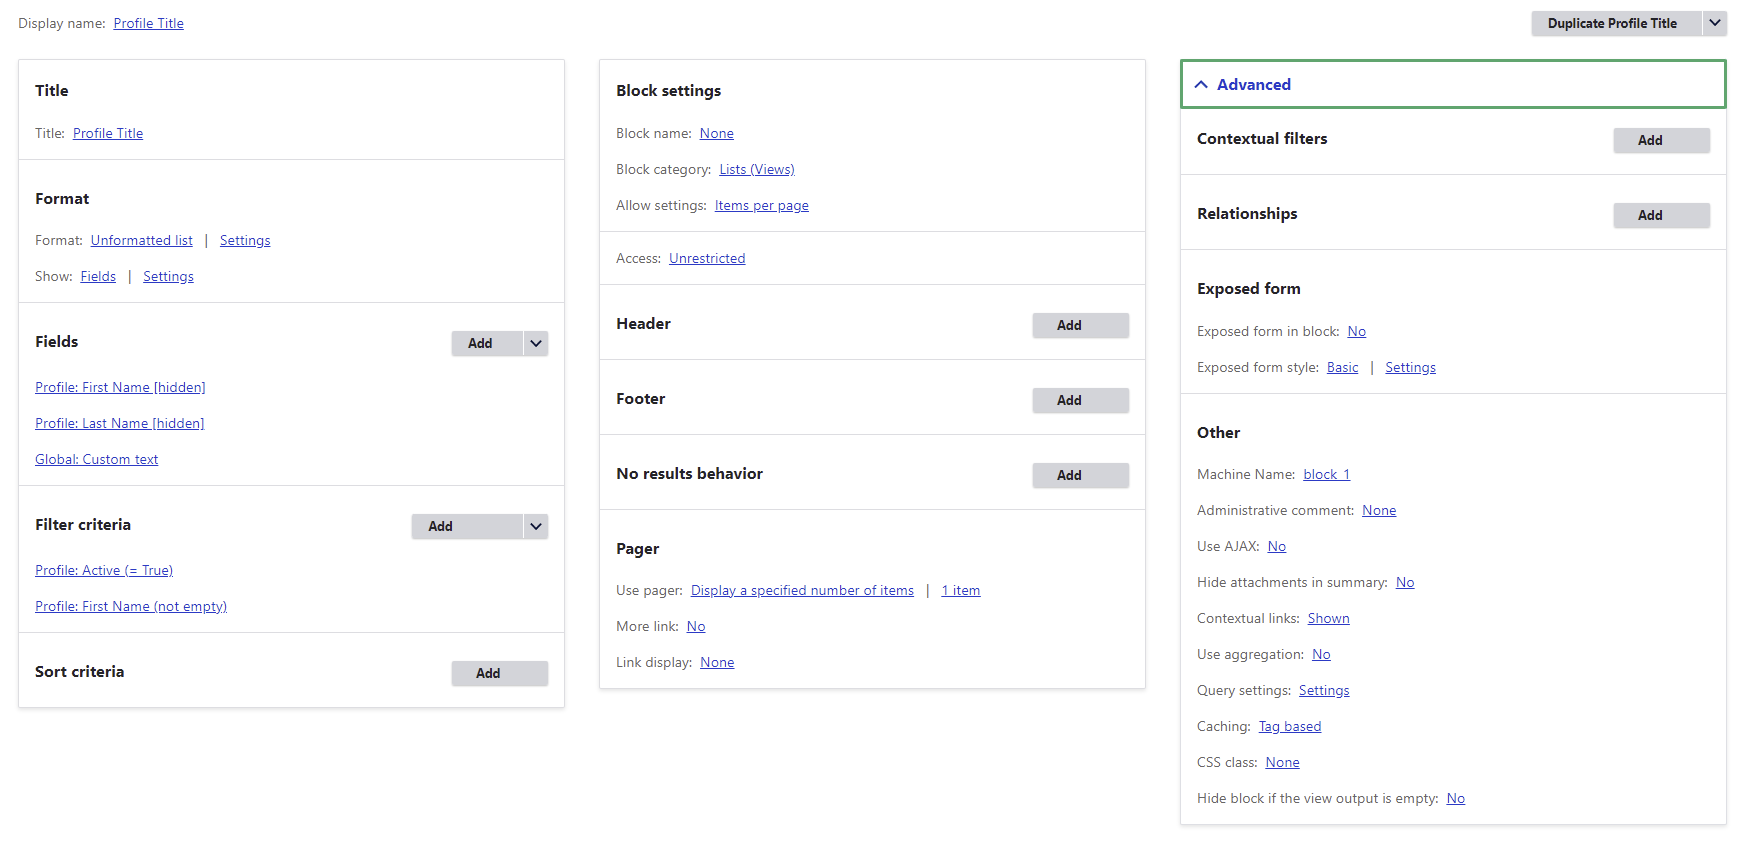 Display name: Profile Title
Duplicate Profile Title
Title
Title: Profile Title
Format
Format: Unformatted list | Settings
Show: Fields | Settings
Fields
Add
Profile: First Name [hidden]
Profile: Last Name [hidden]
Global: Custom text
Filter criteria
Add
Profile: Active (= True)
Profile: First Name (not empty)
Sort criteria
Add
Block settings
Block name: None
Block category: Lists (Views)
Allow settings: Items per page
Access: Unrestricted
Header
Add
Footer
Add
No results behavior
Add
Pager
Use pager: Display a specified number of items | 1 item
More link: No
Link display: None
Advanced
Contextual filters
Add
Relationships
Add
Exposed form
Exposed form in block: No
Exposed form style: Basic | Settings
Other
Machine Name: block_1
Administrative comment: None
Use AJAX: No
Hide attachments in summary: No
Contextual links: Shown
Use aggregation: No
Query settings: Settings
Caching: Tag based
CSS class: None
Hide block if the view output is empty: No